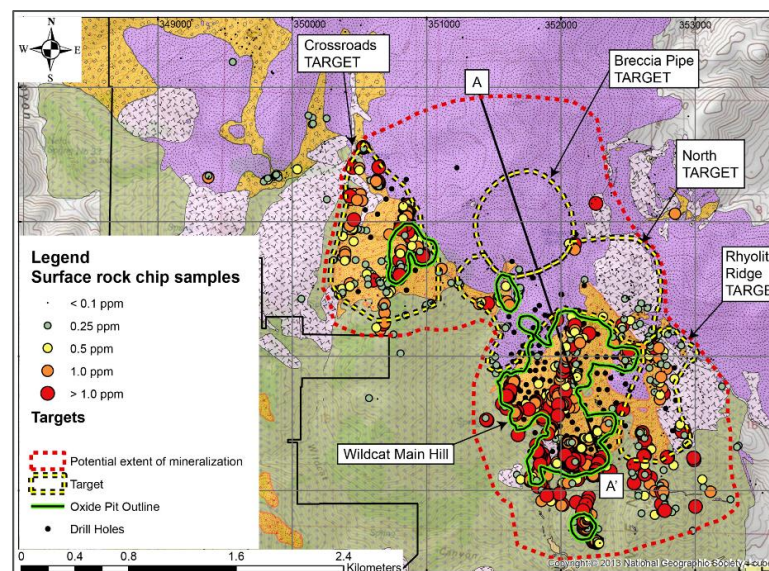 349000
350000
351000
352000
353000
N
W
E
S
Crossroads
TARGET
A
Breccia Pipe
TARGET
North
TARGET
Rhyolit
Ridge
TARGE
Legend
Surface rock chip samples
< 0.1 ppm
0.25 ppm
0.5 ppm
1.0 ppm
> 1.0 ppm
Targets
Potential extent of mineralization
Target
Oxide Pit Outline
Drill Holes
Wildcat Main Hill
A'
0 0.4 0.8 1.6 2.4
Kilometers
Copyright:© 2013 National Geographic Society, i-cubed